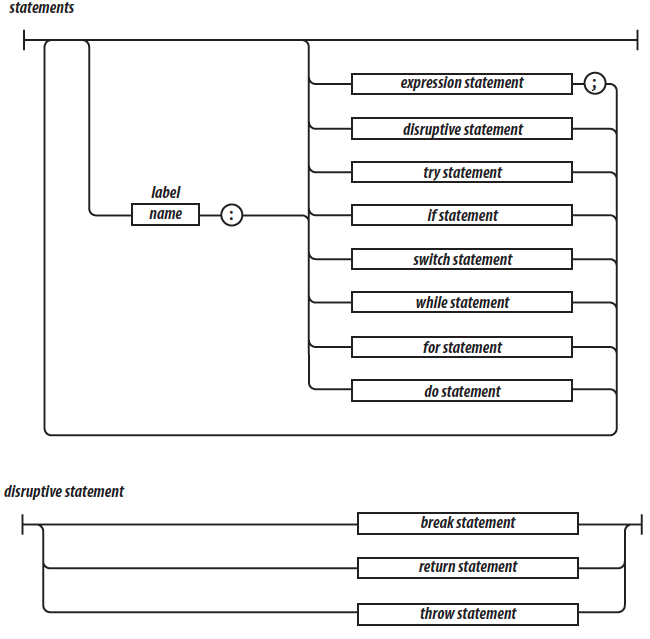 statements
expression statement ;
disruptive statement
try statement
label
name :
if statement
switch statement
while statement
for statement
do statement
disruptive statement
break statement
return statement
throw statement